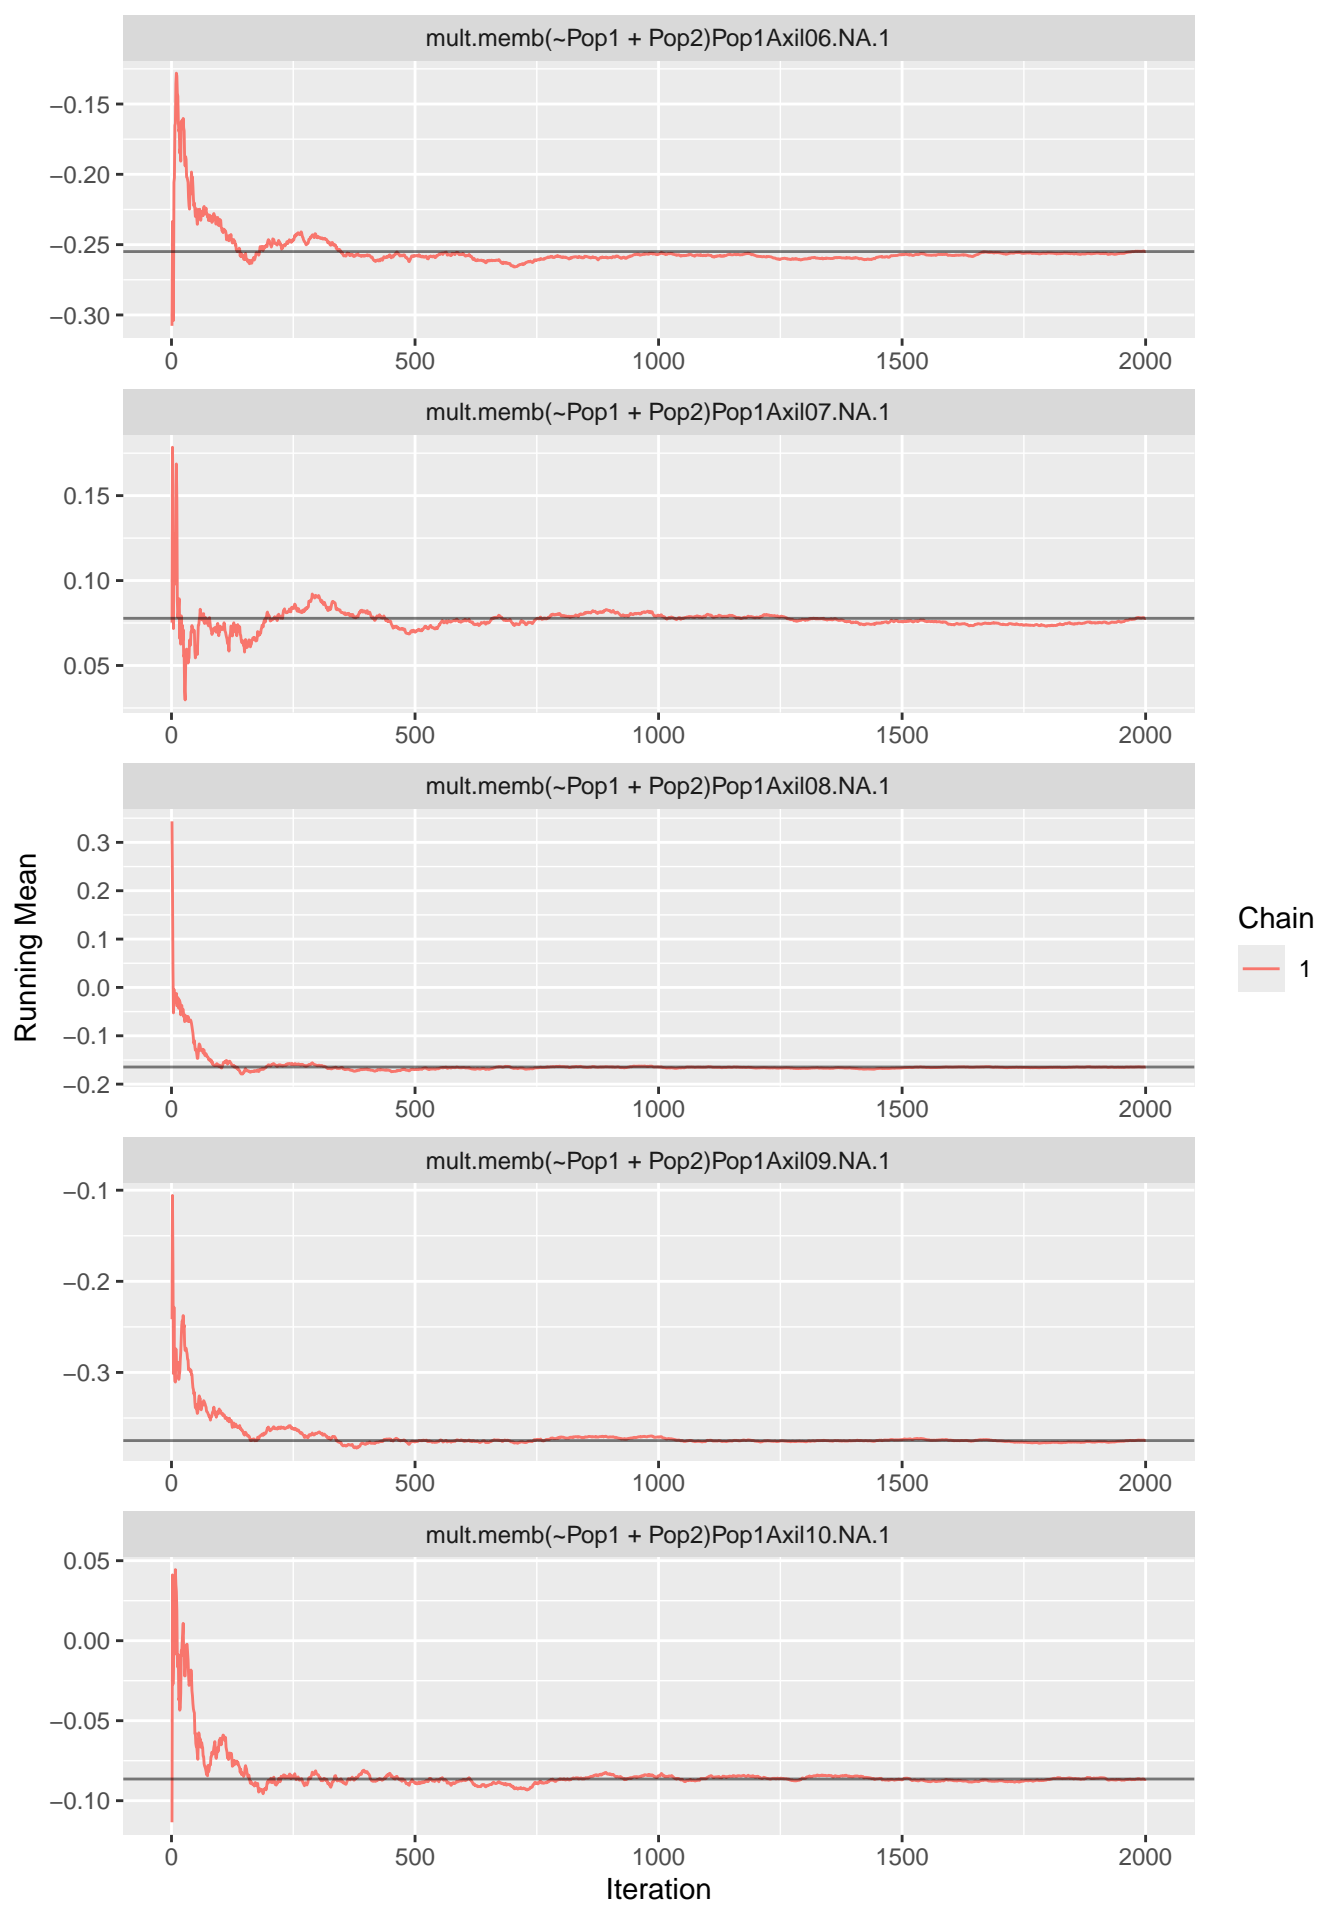 mult.memb(~Pop1 + Pop2)Pop1Axil06.NA.1
−0.15
−0.20
−0.25
−0.30
0 500 1000 1500 2000
mult.memb(~Pop1 + Pop2)Pop1Axil07.NA.1
0.15
0.10
0.05
0 500 1000 1500 2000
mult.memb(~Pop1 + Pop2)Pop1Axil08.NA.1
0.3
0.2
0.1
0.0
−0.1
−0.2
0 500 1000 1500 2000
mult.memb(~Pop1 + Pop2)Pop1Axil09.NA.1
−0.1
−0.2
−0.3
0 500 1000 1500 2000
mult.memb(~Pop1 + Pop2)Pop1Axil10.NA.1
0.05
0.00
−0.05
−0.10
0 500 1000 1500 2000
Iteration
Running Mean
Chain
1